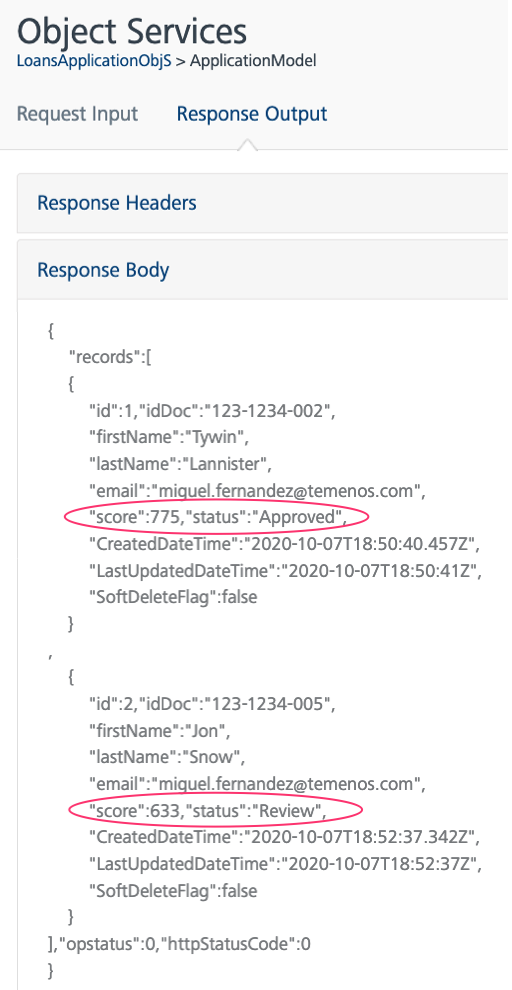 Object Services
LoansApplicationObjS > ApplicationModel
Request Input Response Output
Response Headers
Response Body
{
"records":[
{
"id":1,"idDoc":"123-1234-002",
"firstName":"Tywin",
"lastName":"Lannister",
"email":"miguel.fernandez@temenos.com",
"score":775,"status":"Approved",
"CreatedDateTime":"2020-10-07T18:50:40.457Z",
"LastUpdatedDateTime":"2020-10-07T18:50:41Z",
"SoftDeleteFlag":false
}
,
{
"id":2,"idDoc":"123-1234-005",
"firstName":"Jon",
"lastName":"Snow",
"email":"miguel.fernandez@temenos.com",
"score":633,"status":"Review",
"CreatedDateTime":"2020-10-07T18:52:37.342Z",
"LastUpdatedDateTime":"2020-10-07T18:52:37Z",
"SoftDeleteFlag":false
}
],"opstatus":0,"httpStatusCode":0
}